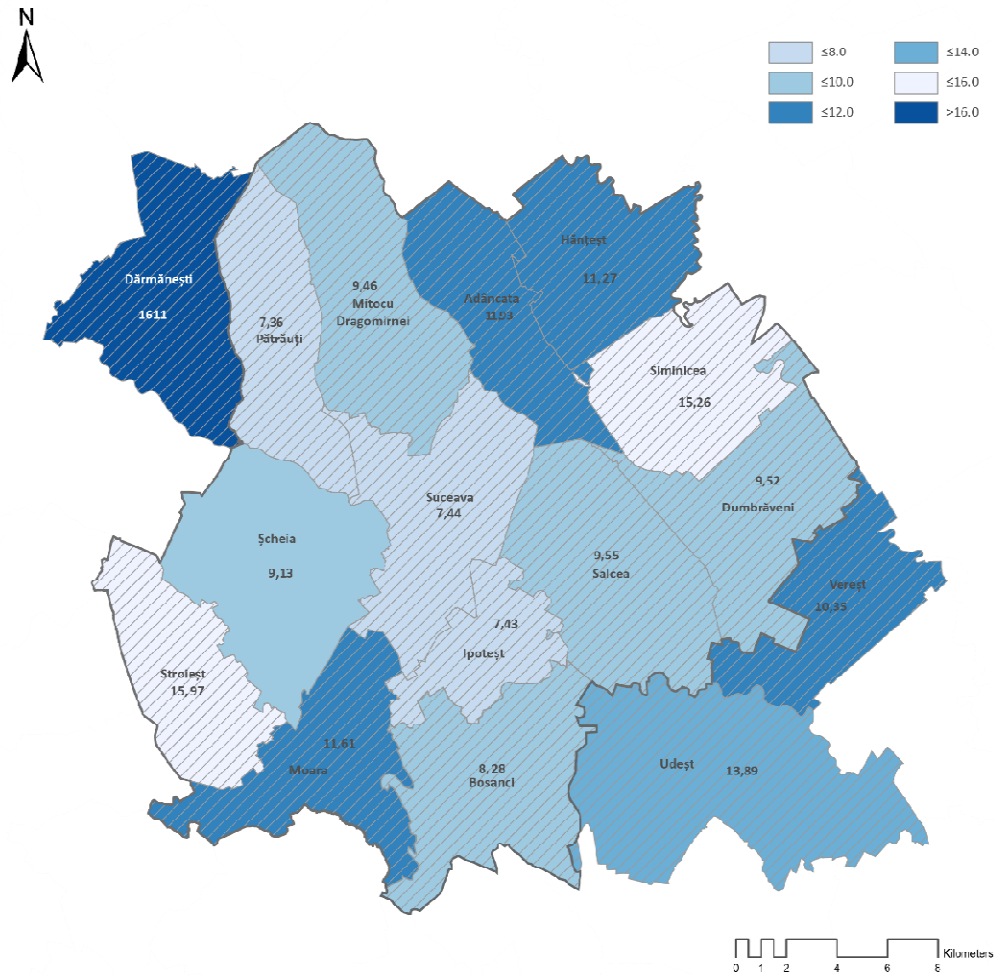 N
≤8.0
≤14.0
≤10.0
≤16.0
≤12.0
>16.0
Hănțești
11,27
Dărmănești
1611
9,46
Mitocu
Dragomirnei
Adâncata
11,93
7,36
Pătrăuți
Siminicea
15,26
9,52
Dumbrăveni
Suceava
7,44
Șcheia
9,13
9,55
Salcea
Verești
10,35
7,43
Ipotești
Stroiești
15,97
11,61
Moara
8,28
Bosanci
Udești
13,89
Kilometers
0 1 2 4 6 8